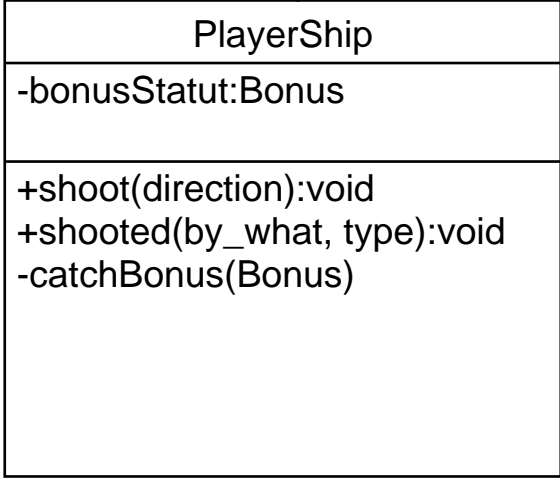 PlayerShip
-bonusStatut:Bonus
+shoot(direction):void
+shooted(by_what, type):void
-catchBonus(Bonus)